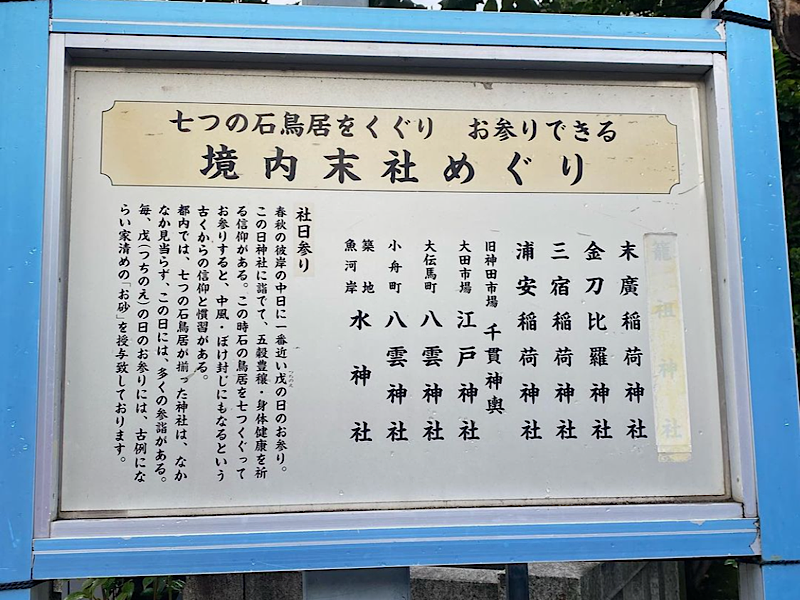 七つの石鳥居をくぐり　お参りできる
境内末社めぐり
籠祖神社
末廣稲荷神社
金刀比羅神社
三宿稲荷神社
浦安稲荷神社
旧神田市場 千貫神輿
大田市場 江戸神社
大伝馬町 八雲神社
小舟町 八雲神社
築地
魚河岸 水神社
社日参り
春秋の彼岸の中日に一番近い戊の日のお参り。
この日神社に詣でて、五穀豊穣・身体健康を祈
る信仰がある。この時石の鳥居を七つくぐって
お参りすると、中風・ぼけ封じにもなるという
古くからの信仰と慣習がある。
都内では、七つの石鳥居が揃った神社は、なか
なか見当らず、この日には、多くの参詣がある。
毎、戊(つちのえ)の日のお参りには、古例にな
らい家清めの「お砂」を授与致しております。